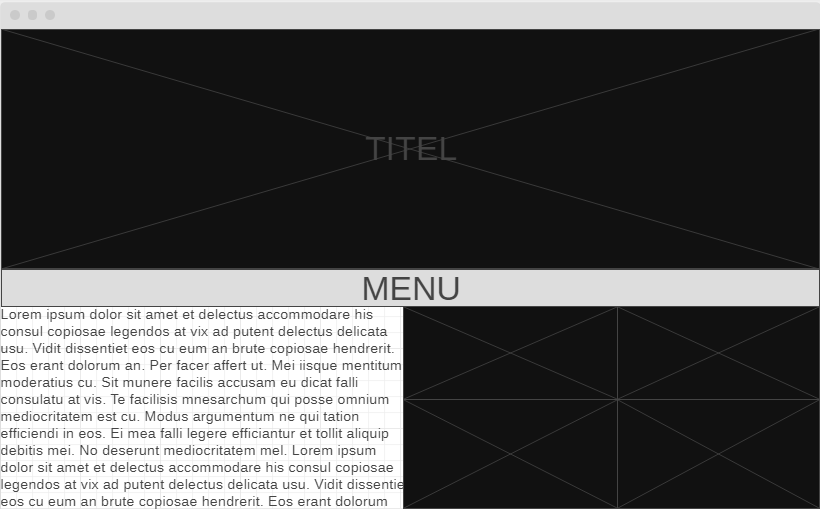 TITEL
MENU
Lorem ipsum dolor sit amet et delectus accommodare his
consul copiosae legendos at vix ad putent delectus delicata
usu. Vidit dissentiet eos cu eum an brute copiosae hendrerit.
Eos erant dolorum an. Per facer affert ut. Mei iisque mentitum
moderatius cu. Sit munere facilis accusam eu dicat falli
consulatu at vis. Te facilisis mnesarchum qui posse omnium
mediocritatem est cu. Modus argumentum ne qui tation
efficiendi in eos. Ei mea falli legere efficiantur et tollit aliquip
debitis mei. No deserunt mediocritatem mel. Lorem ipsum
dolor sit amet et delectus accommodare his consul copiosae
legendos at vix ad putent delectus delicata usu. Vidit dissentie
eos cu eum an brute copiosae hendrerit. Eos erant dolorum